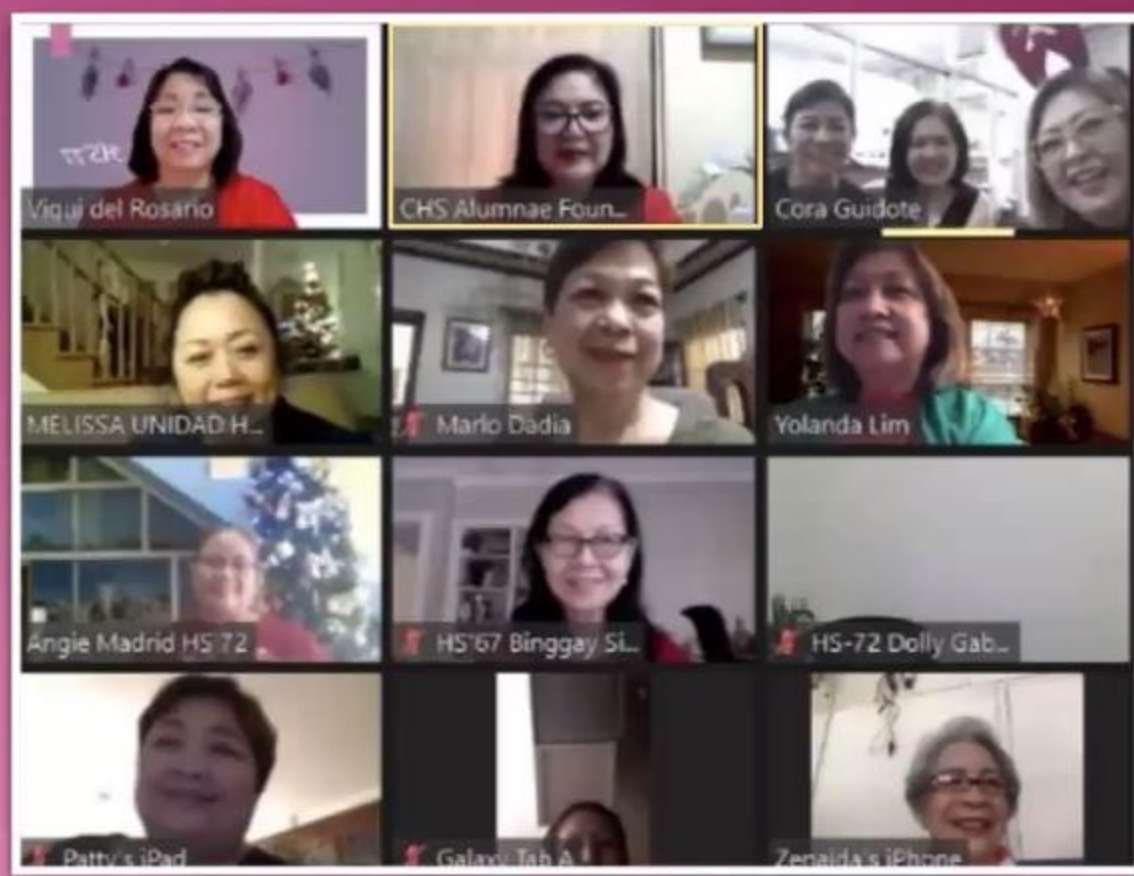 Viqui del Rosario
CHS Alumnae Foun...
Cora Guidote
MELISSA UNIDAD H...
Marlo Dadia
Yolanda Lim
Angie Madrid HS 72
HS'67 Binggay Si...
HS-72 Dolly Gab...
Patty's iPad
Galaxy Tab A
Zenaida's iPhone